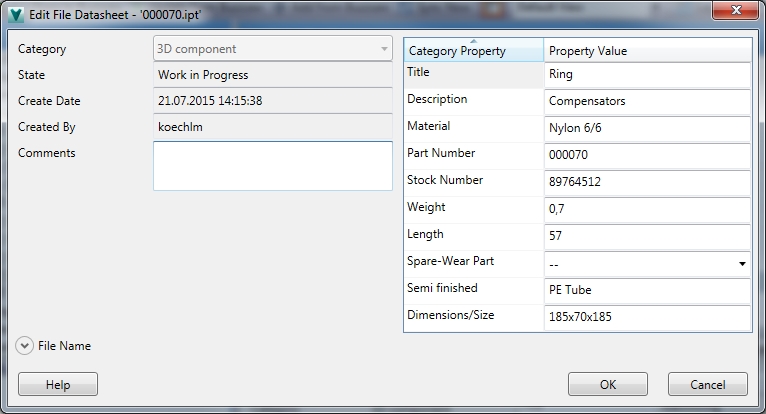 Edit File Datasheet - '000070.ipt'
Category 3D component
State Work in Progress
Create Date 21.07.2015 14:15:38
Created By koechlm
Comments
Category Property Property Value
Title Ring
Description Compensators
Material Nylon 6/6
Part Number 000070
Stock Number 89764512
Weight 0,7
Length 57
Spare-Wear Part --
Semi finished PE Tube
Dimensions/Size 185x70x185
File Name
Help OK Cancel